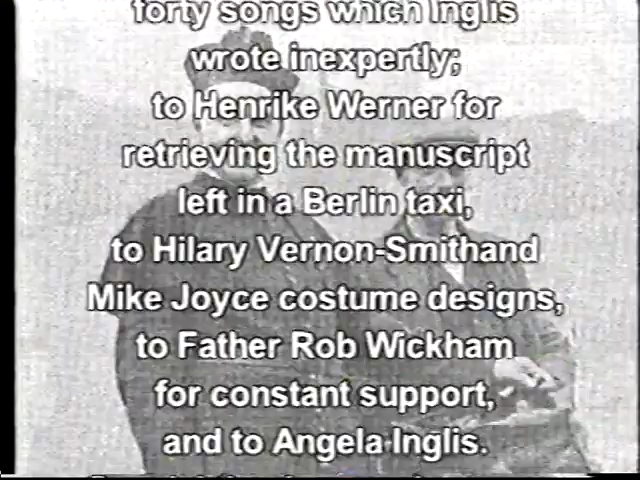 forty songs which Inglis
wrote inexpertly;
to Henrike Werner for
retrieving the manuscript
left in a Berlin taxi,
to Hilary Vernon-Smithand
Mike Joyce costume designs,
to Father Rob Wickham
for constant support,
and to Angela Inglis.